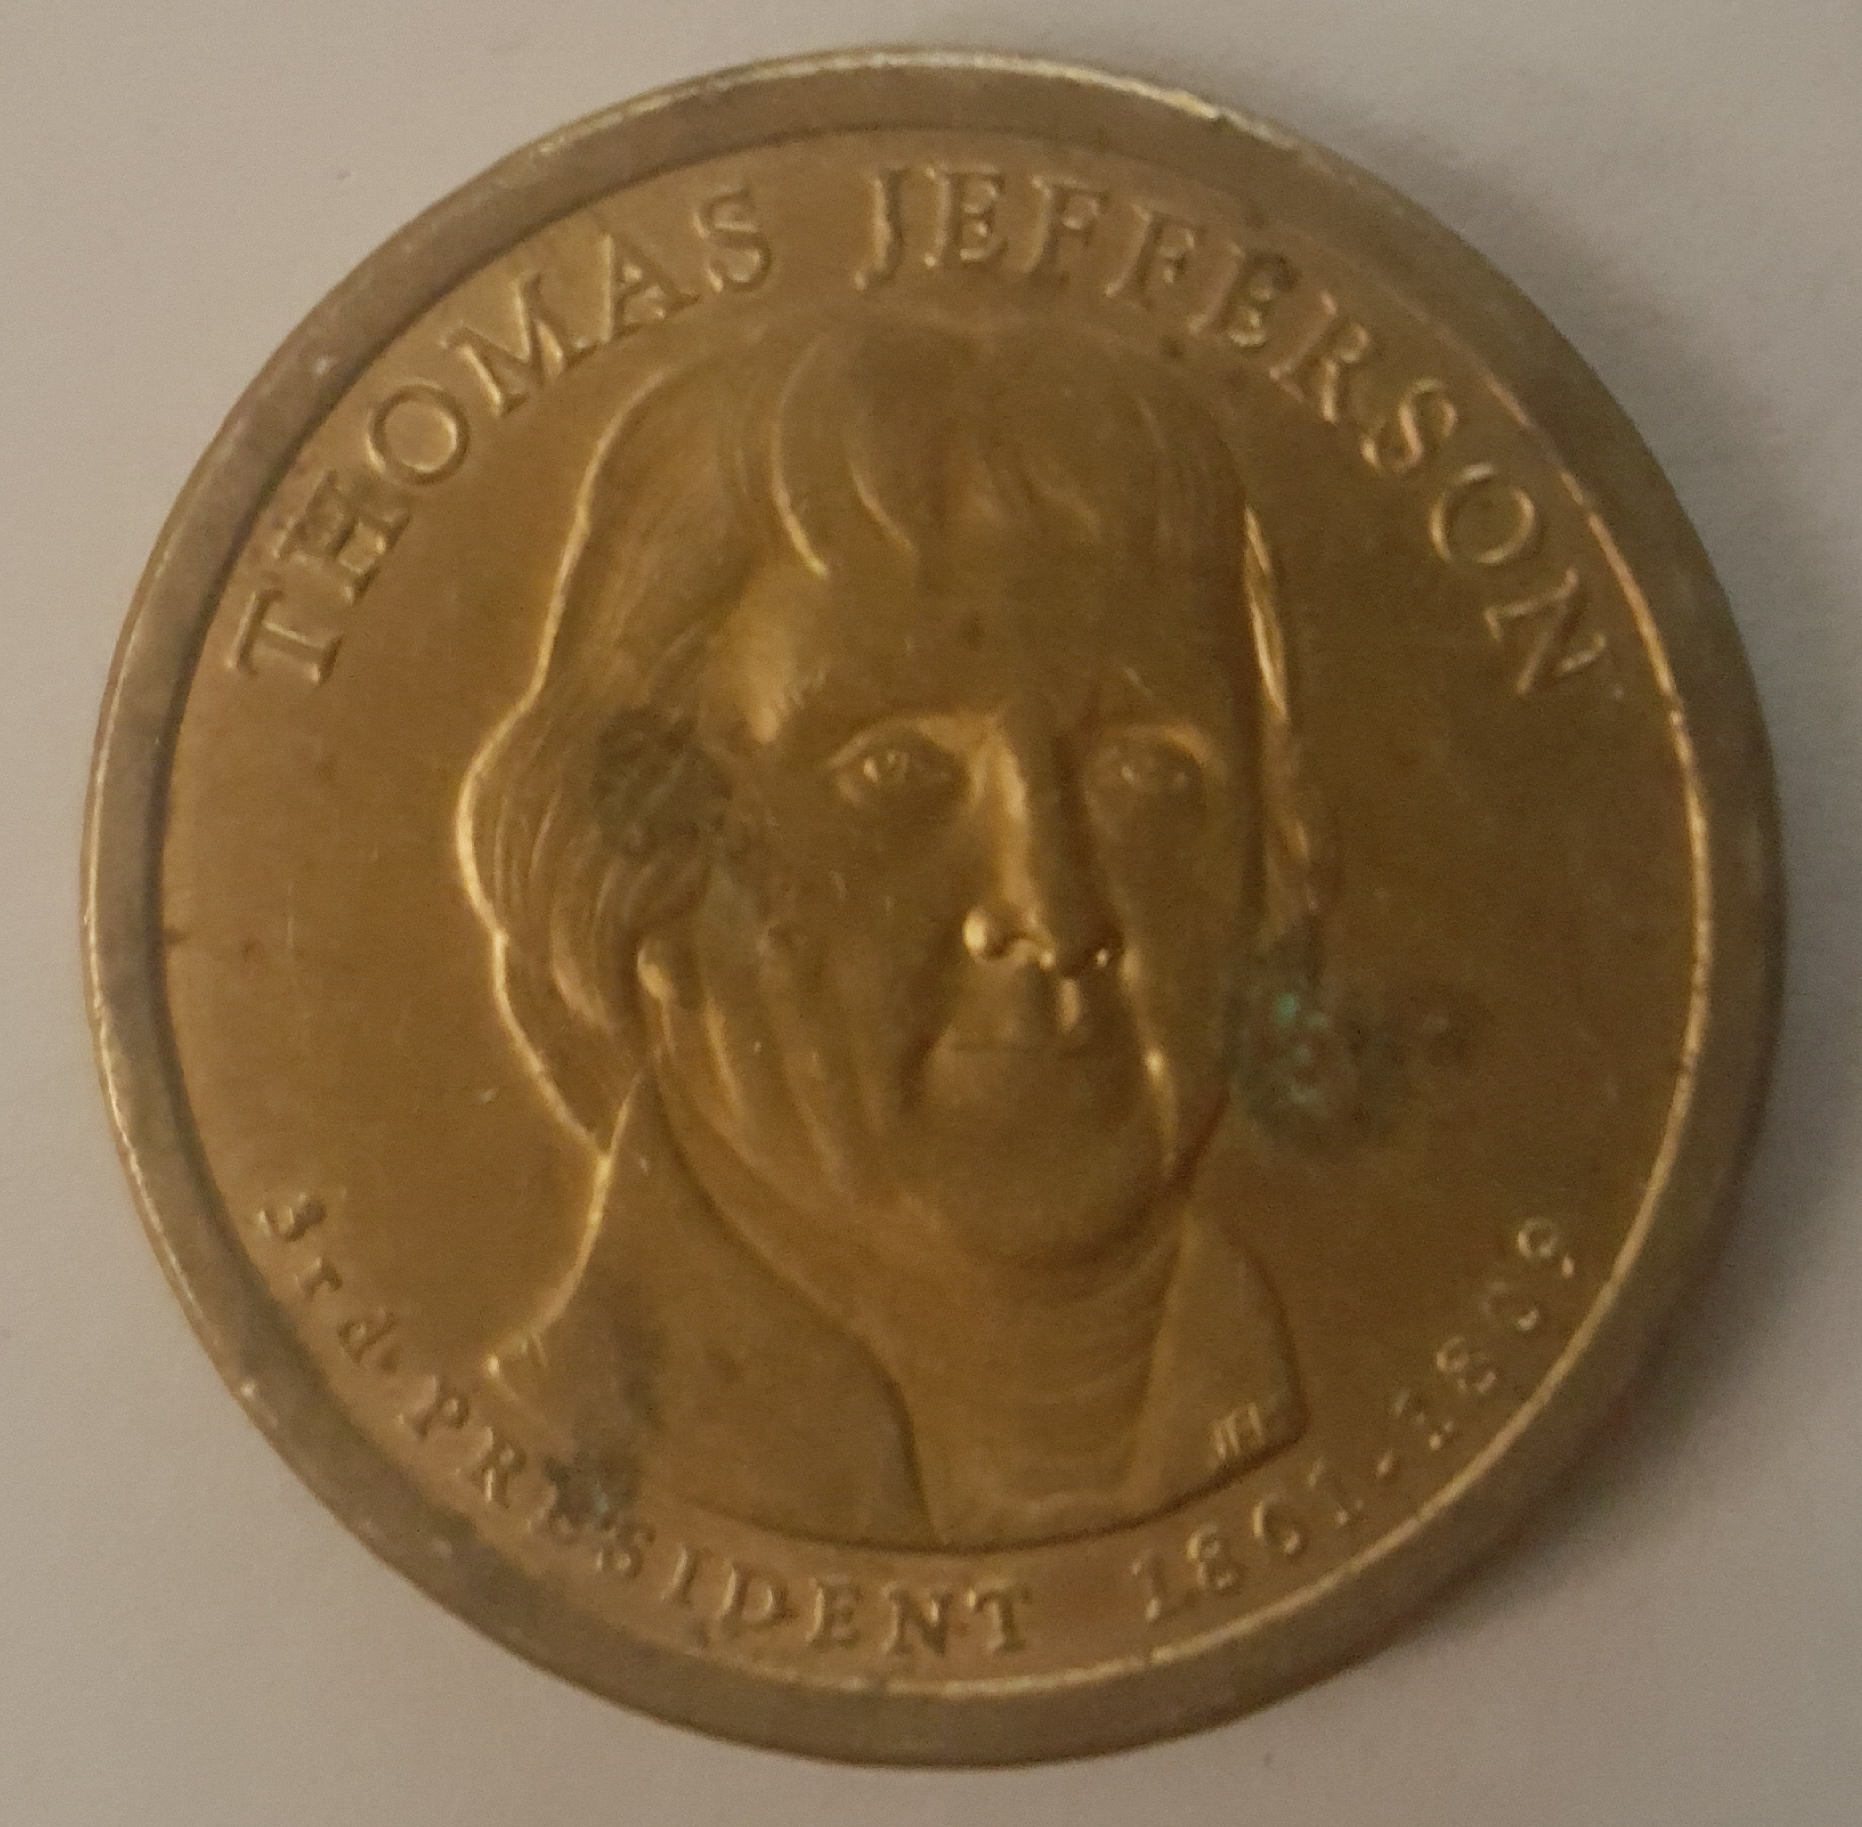 THOMAS JEFFERSON
3rd PRESIDENT 1801-1809